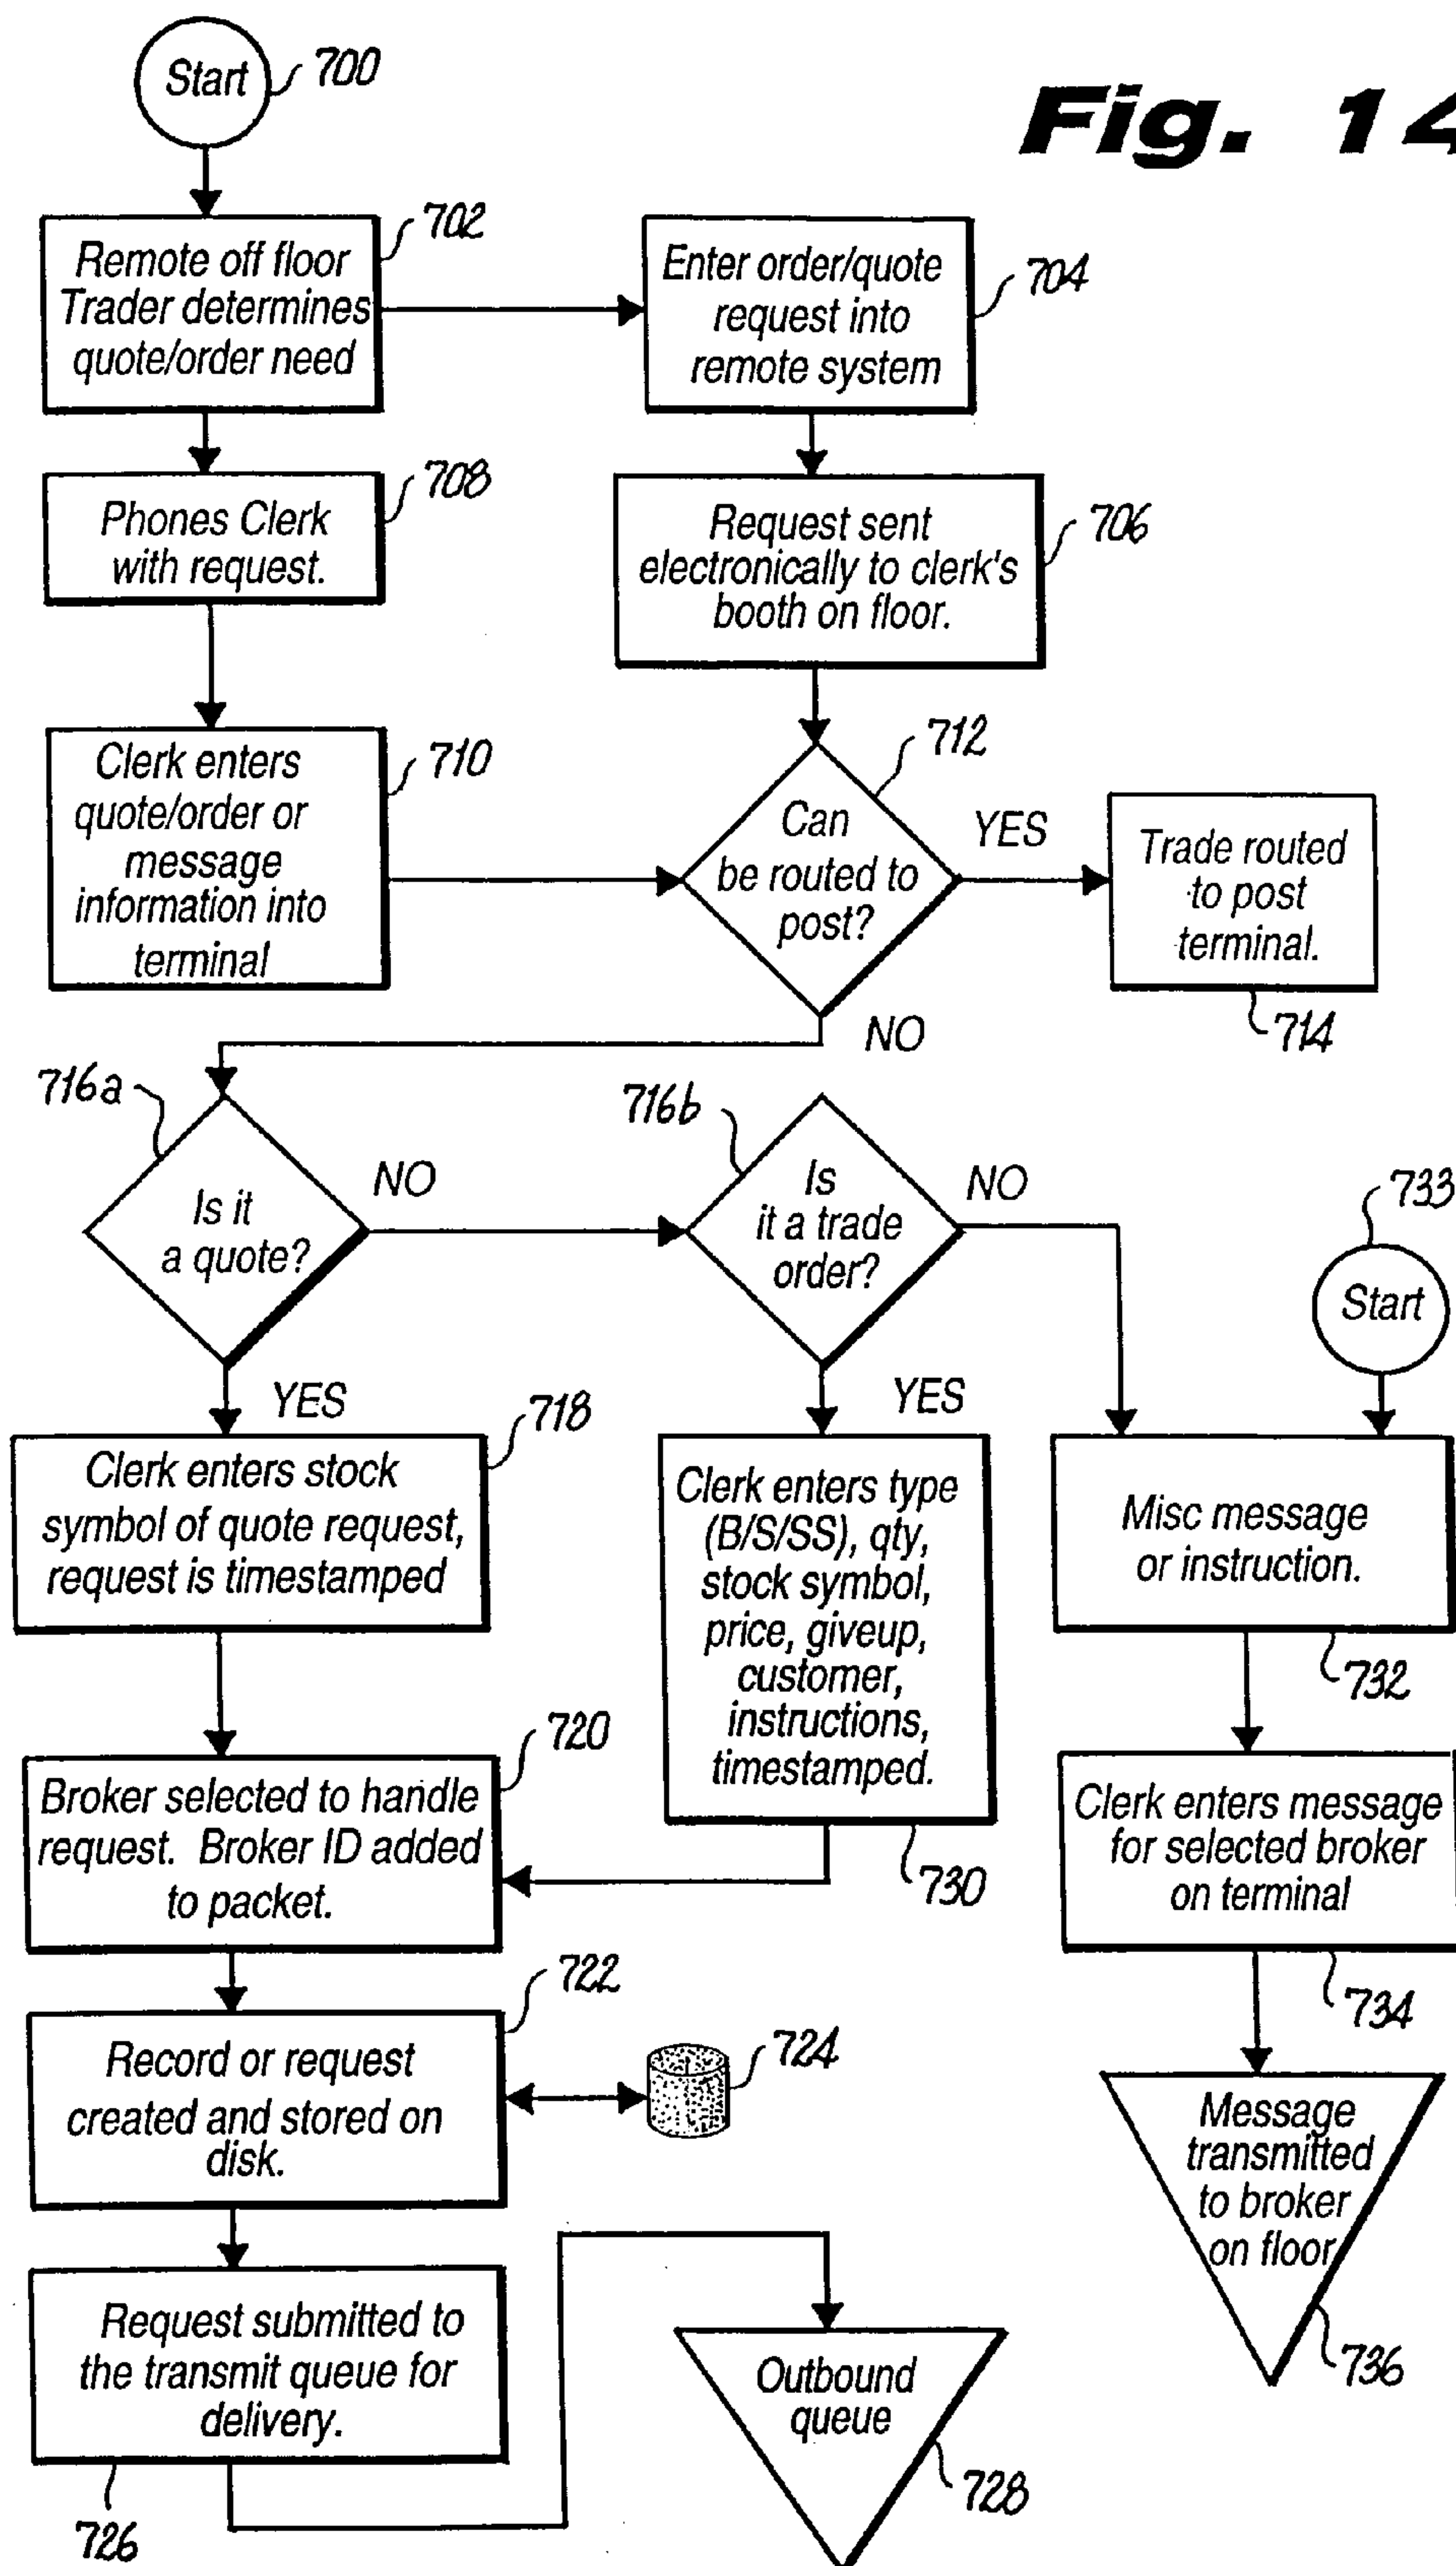 Start
700
Fig. 14
Remote off floor
Trader determines
quote/order need
702
Enter order/quote
request into
remote system
704
Phones Clerk
with request.
708
Request sent
electronically to clerk's
booth on floor.
706
Clerk enters
quote/order or
message
information into
terminal
710
Can
be routed to
post?
712
YES
Trade routed
to post
terminal.
714
NO
716a
Is it
a quote?
NO
716b
Is
it a trade
order?
NO
733
Start
YES
718
Clerk enters stock
symbol of quote request,
request is timestamped
YES
Clerk enters type
(B/S/SS), qty,
stock symbol,
price, giveup,
customer,
instructions,
timestamped.
730
Misc message
or instruction.
732
720
Broker selected to handle
request. Broker ID added
to packet.
Clerk enters message
for selected broker
on terminal
734
722
Record or request
created and stored on
disk.
724
Message
transmitted
to broker
on floor
736
Request submitted to
the transmit queue for
delivery.
726
Outbound
queue
728